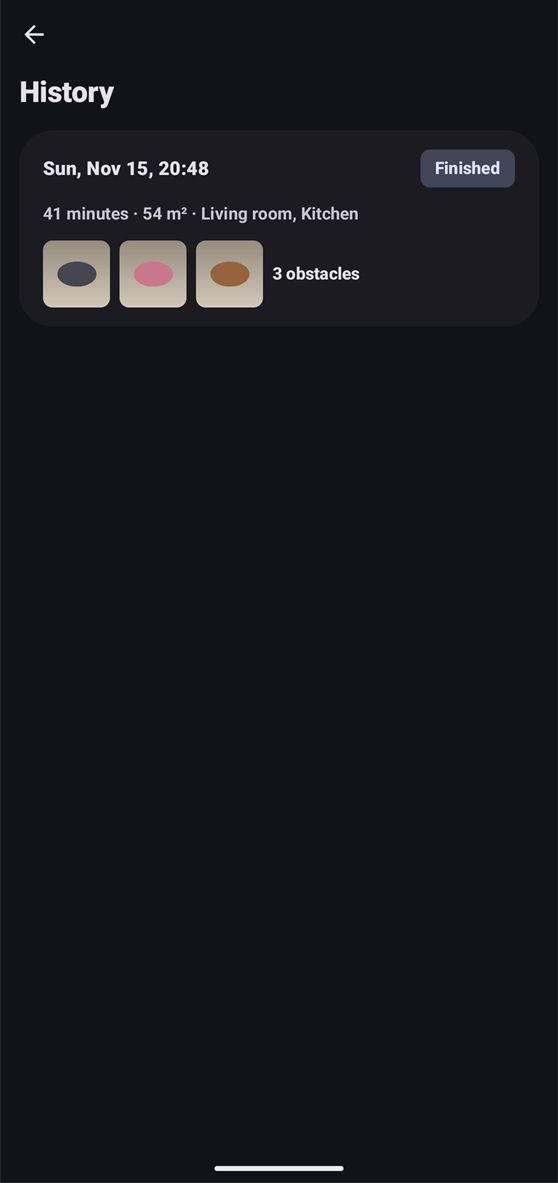 History
Sun, Nov 15, 20:48
Finished
41 minutes · 54 m² · Living room, Kitchen
3 obstacles